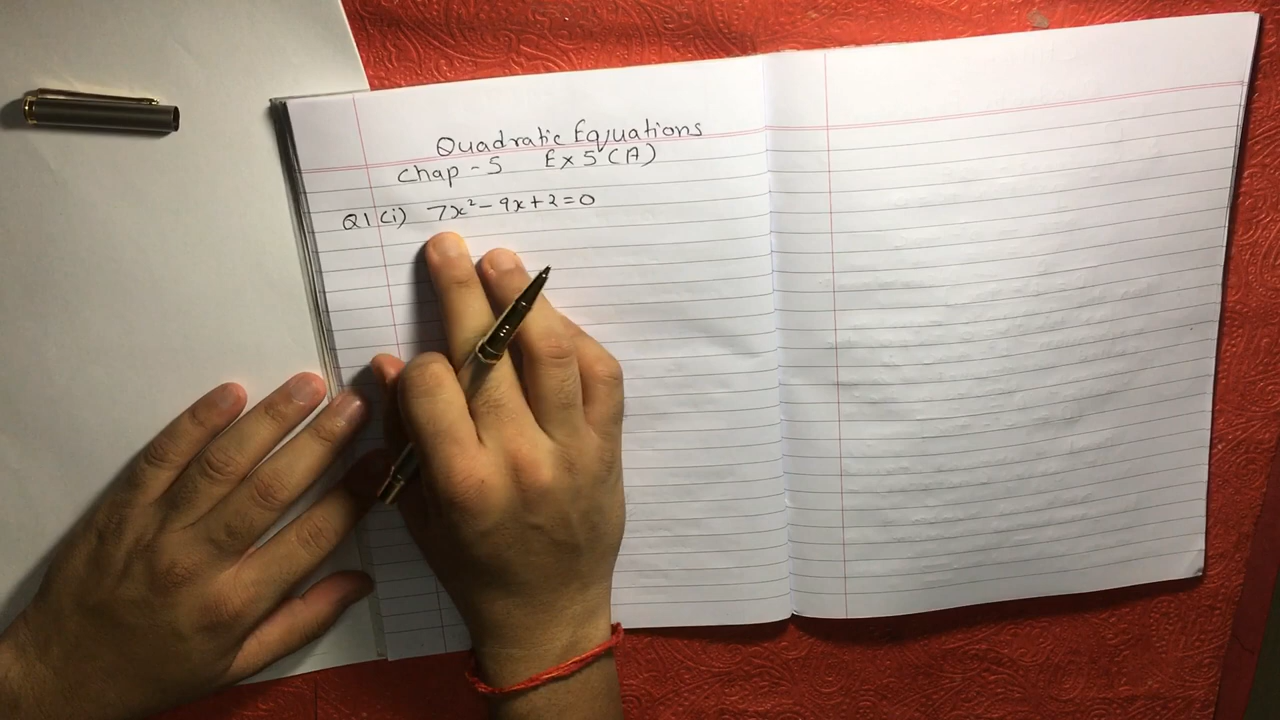 Quadratic Equations
Chap - 5 Ex 5 (A)
Q1 (i) 7x² - 9x + 2 = 0